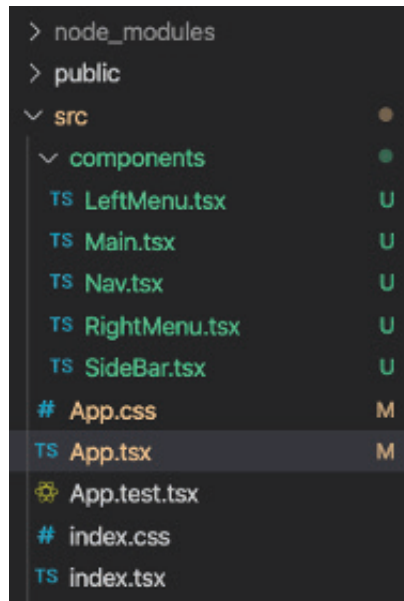 > node_modules
> public
src
components
TS LeftMenu.tsx U
TS Main.tsx U
TS Nav.tsx U
TS RightMenu.tsx U
TS SideBar.tsx U
# App.css M
TS App.tsx M
App.test.tsx
# index.css
TS index.tsx